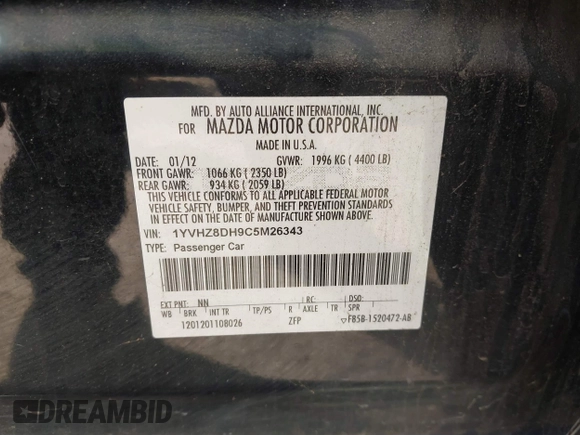 MFD. BY AUTO ALLIANCE INTERNATIONAL, INC.
FOR MAZDA MOTOR CORPORATION
MADE IN U.S.A.
DATE: 01/12 GVWR: 1996 KG (4400 LB)
FRONT GAWR: 1066 KG (2350 LB)
REAR GAWR: 934 KG (2059 LB)
THIS VEHICLE CONFORMS TO ALL APPLICABLE FEDERAL MOTOR
VEHICLE SAFETY, BUMPER, AND THEFT PREVENTION STANDARDS
IN EFFECT ON THE DATE OF MANUFACTURE SHOWN ABOVE.
VIN: 1YVHZ8DH9C5M26343
TYPE: Passenger Car
EXT PNT: NN RC: DSO:
WB BRK INT TR TP/PS R AXLE TR SPR
1201201108026 ZFP F85B-1520472-AB
DREAMBID